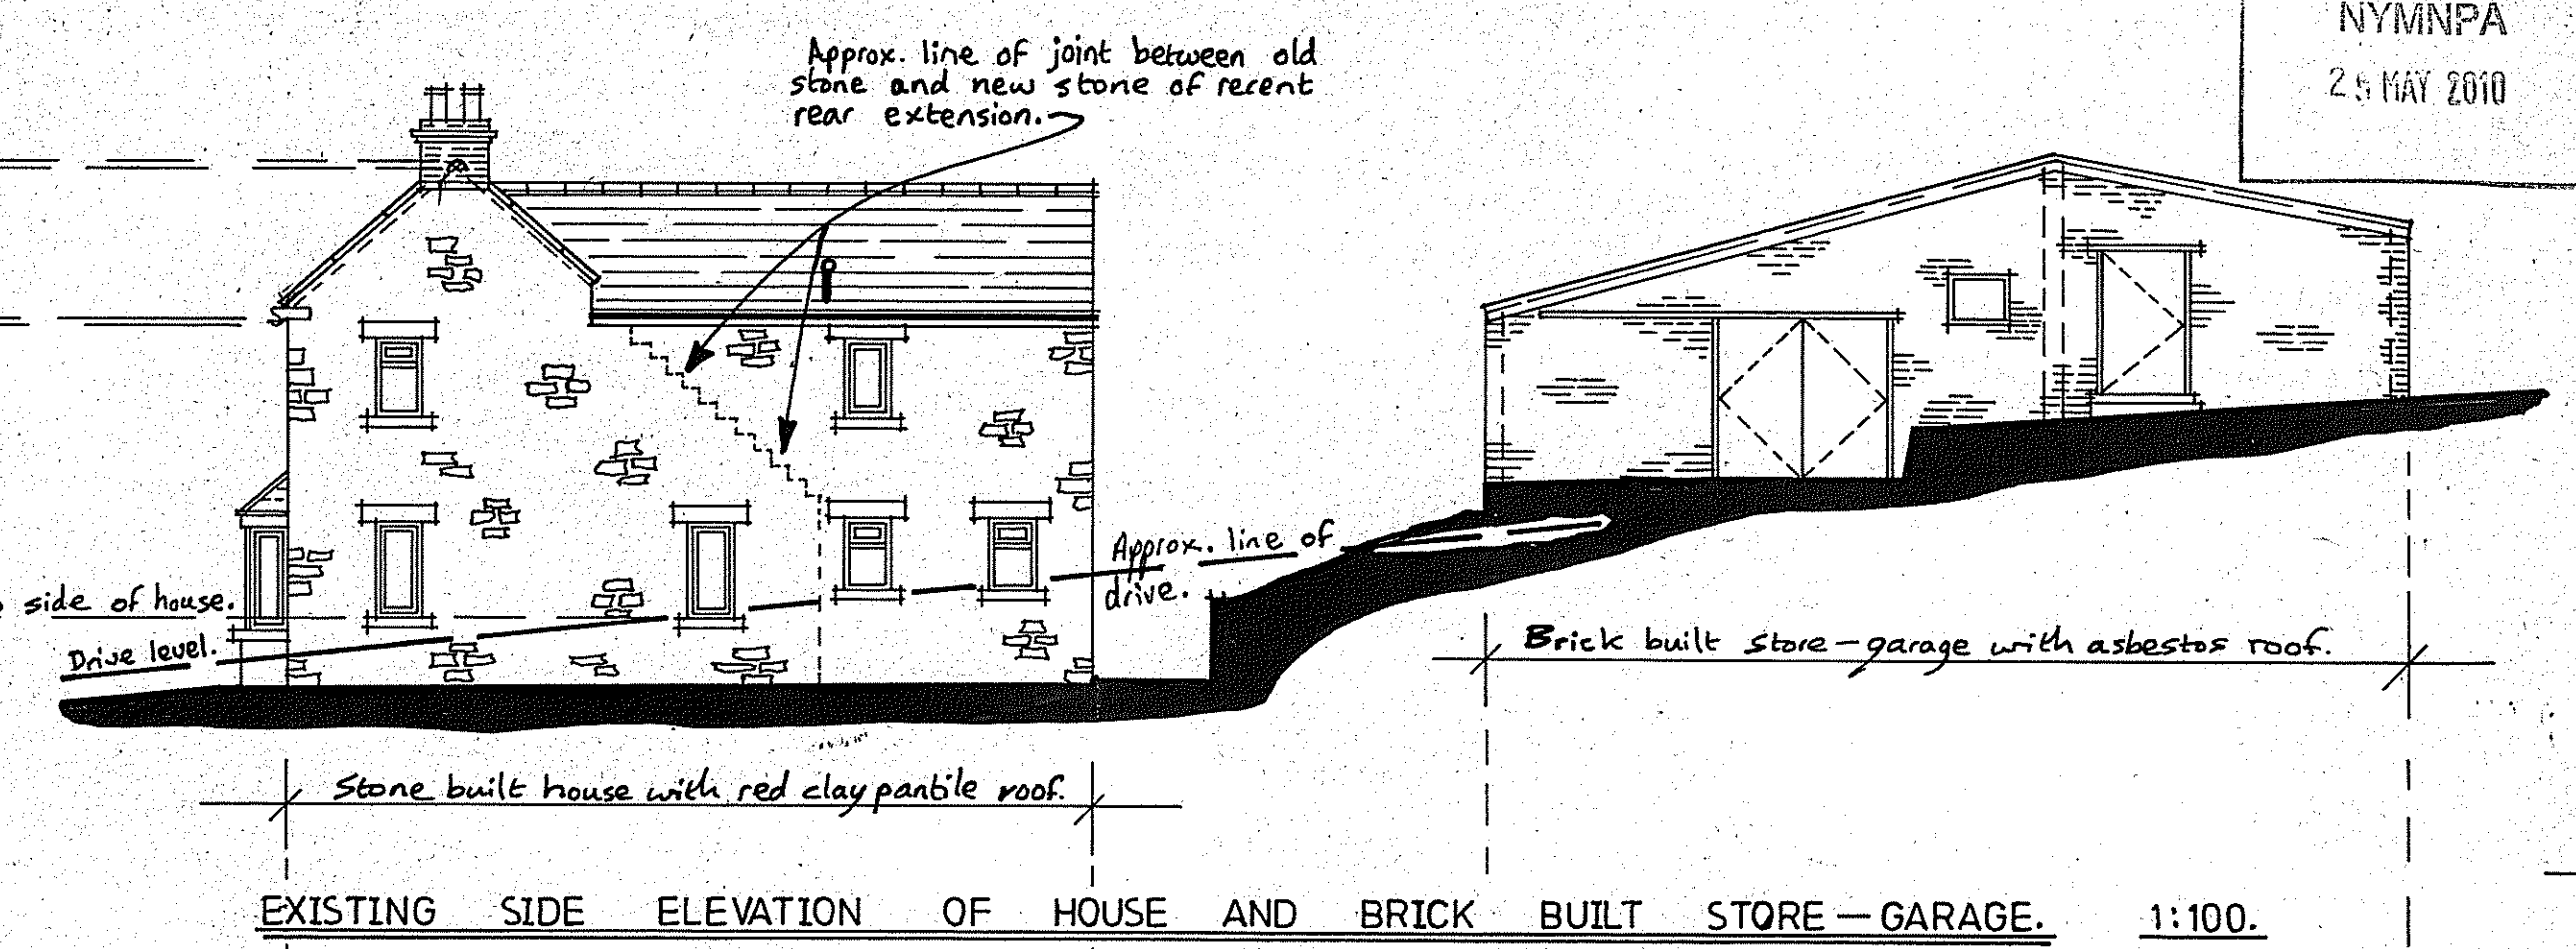 NYMNPA
25 MAY 2010
Approx. line of joint between old
stone and new stone of recent
rear extension.
side of house.
Drive level.
Approx. line of
drive.
Brick built store-garage with asbestos roof.
Stone built house with red clay pantile roof.
EXISTING SIDE ELEVATION OF HOUSE AND BRICK BUILT STORE-GARAGE. 1:100.